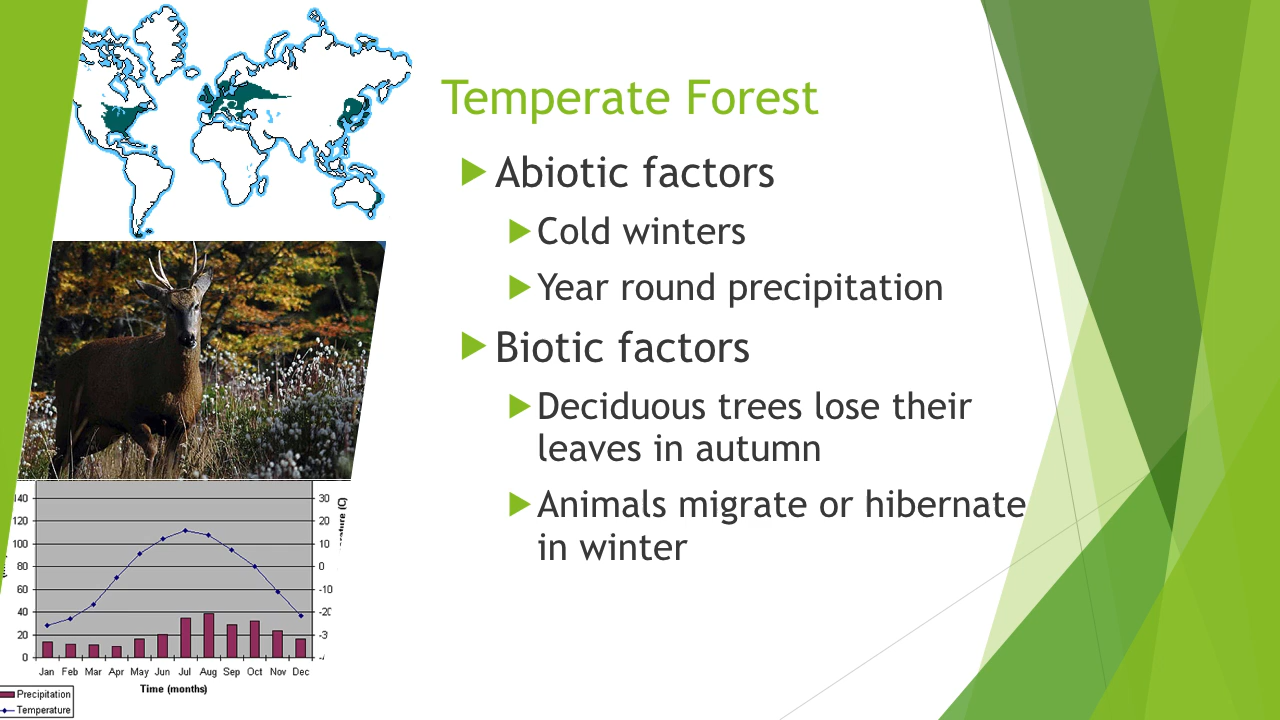 Temperate Forest
Abiotic factors
Cold winters
Year round precipitation
Biotic factors
Deciduous trees lose their
leaves in autumn
Animals migrate or hibernate
in winter
140
120
100
80
60
40
20
0
30
20
10
0
-10
-20
-3
Jan Feb Mar Apr May Jun Jul Aug Sep Oct Nov Dec
Time (months)
Precipitation
Temperature